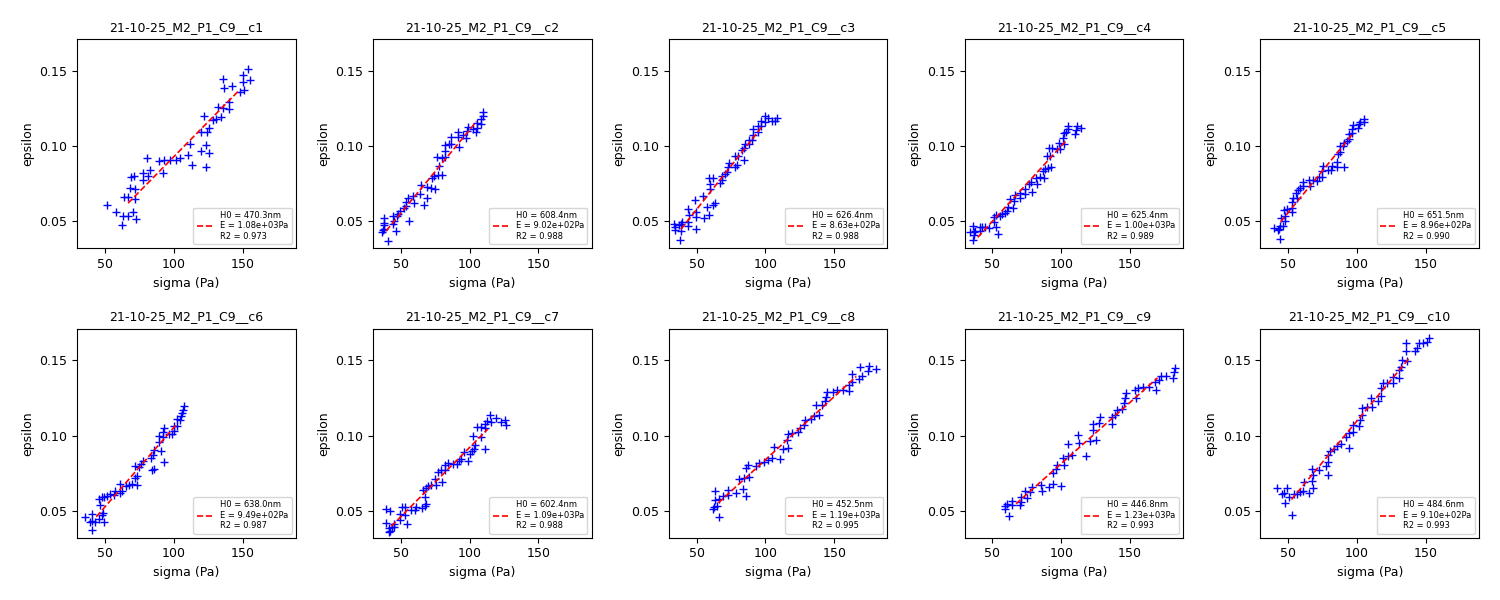 21-10-25_M2_P1_C9__c1
21-10-25_M2_P1_C9__c2
21-10-25_M2_P1_C9__c3
21-10-25_M2_P1_C9__c4
21-10-25_M2_P1_C9__c5
epsilon
0.15
0.10
0.05
50
100
150
sigma (Pa)
H0 = 470.3nm
E = 1.08e+03Pa
R2 = 0.973
epsilon
0.15
0.10
0.05
50
100
150
sigma (Pa)
H0 = 608.4nm
E = 9.02e+02Pa
R2 = 0.988
epsilon
0.15
0.10
0.05
50
100
150
sigma (Pa)
H0 = 626.4nm
E = 8.63e+02Pa
R2 = 0.988
epsilon
0.15
0.10
0.05
50
100
150
sigma (Pa)
H0 = 625.4nm
E = 1.00e+03Pa
R2 = 0.989
epsilon
0.15
0.10
0.05
50
100
150
sigma (Pa)
H0 = 651.5nm
E = 8.96e+02Pa
R2 = 0.990
21-10-25_M2_P1_C9__c6
21-10-25_M2_P1_C9__c7
21-10-25_M2_P1_C9__c8
21-10-25_M2_P1_C9__c9
21-10-25_M2_P1_C9__c10
epsilon
0.15
0.10
0.05
50
100
150
sigma (Pa)
H0 = 638.0nm
E = 9.49e+02Pa
R2 = 0.987
epsilon
0.15
0.10
0.05
50
100
150
sigma (Pa)
H0 = 602.4nm
E = 1.09e+03Pa
R2 = 0.988
epsilon
0.15
0.10
0.05
50
100
150
sigma (Pa)
H0 = 452.5nm
E = 1.19e+03Pa
R2 = 0.995
epsilon
0.15
0.10
0.05
50
100
150
sigma (Pa)
H0 = 446.8nm
E = 1.23e+03Pa
R2 = 0.993
epsilon
0.15
0.10
0.05
50
100
150
sigma (Pa)
H0 = 484.6nm
E = 9.10e+02Pa
R2 = 0.993